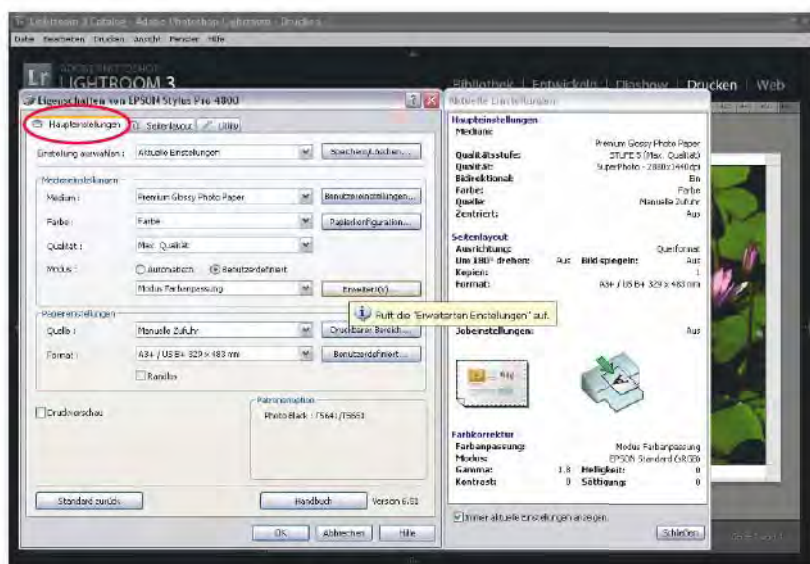 Lightroom 3 Catalog - Adobe Photoshop Lightroom - Drucken
Datei Bearbeiten Drucken Ansicht Fenster Hilfe
Lr
LIGHTROOM 3
Bibliothek | Entwickeln | Diashow | Drucken | Web
Eigenschaften von EPSON Stylus Pro 4800
Haupteinstellungen
Seitenlayout
Utility
Einstellung auswählen :
Aktuelle Einstellungen
Speichern/Löschen...
Medieneinstellungen
Medium :
Premium Glossy Photo Paper
Benutzereinstellungen...
Farbe :
Farbe
Papierkonfiguration...
Qualität :
Max. Qualität
Modus :
Automatisch
Benutzerdefiniert
Modus Farbanpassung
Erweitert(V)...
Ruft die "Erweiterten Einstellungen" auf.
Papiereinstellungen
Quelle :
Manuelle Zufuhr
Druckbarer Bereich...
Format :
A3+ / US B+ 329 x 483 mm
Benutzerdefiniert...
Randlos
Druckvorschau
Patronenoption
Photo Black : T5641/T5651
Standard zurück
Handbuch
OK
Abbrechen
Hilfe
Aktuelle Einstellungen
Haupteinstellungen
Medium:
Premium Glossy Photo Paper
Qualitätsstufe: STUFE 5 (Max. Qualität)
Qualität: SuperPhoto - 2880x1440dpi
Bidirektional: Ein
Farbe: Farbe
Quelle: Manuelle Zufuhr
Zentriert: Aus
Seitenlayout
Ausrichtung: Querformat
Um 180° drehen: Aus Bild spiegeln: Aus
Kopien: 1
Format: A3+ / US B+ 329 x 483 mm
Jobeinstellungen: Aus
Farbkorrektur
Farbanpassung: Modus Farbanpassung
Modus: EPSON Standard (sRGB)
Gamma: 1.8 Helligkeit: 0
Kontrast: 0 Sättigung: 0
Immer aktuelle Einstellungen anzeigen.
Schließen